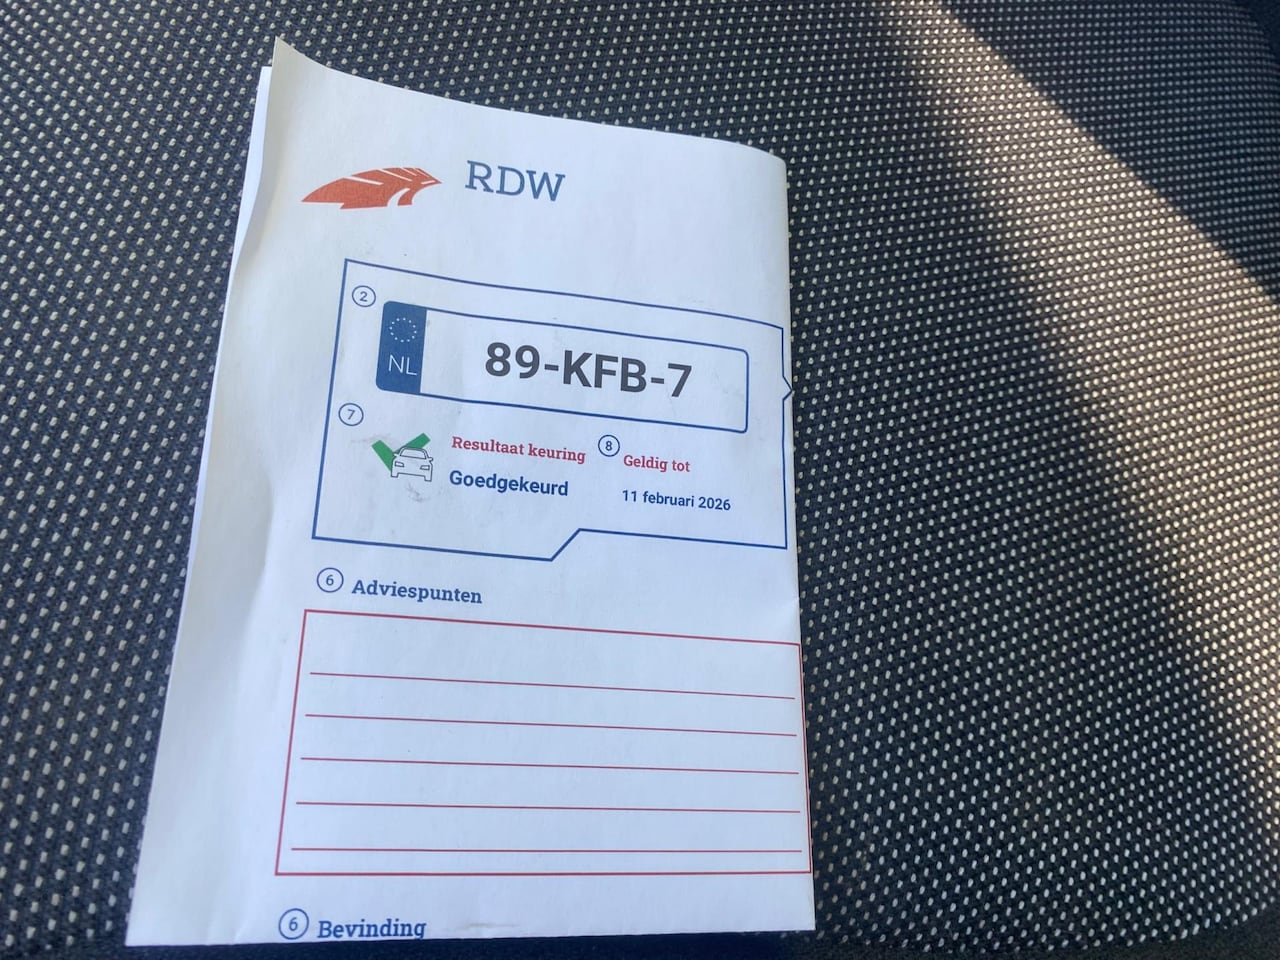 RDW
2
NL
89-KFB-7
7
Resultaat keuring
Goedgekeurd
8
Geldig tot
11 februari 2026
6 Adviespunten
6 Bevinding